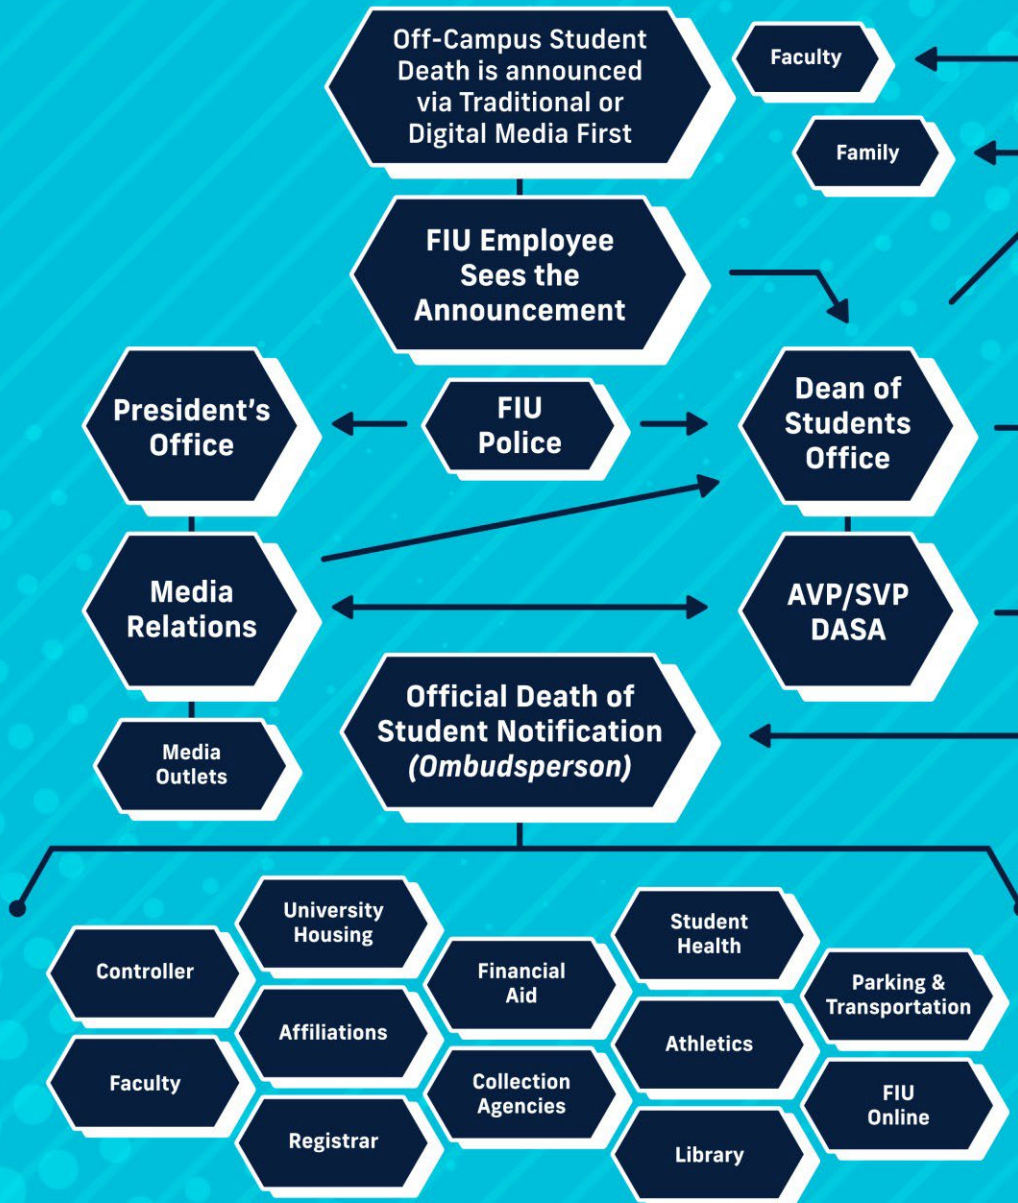 Off-Campus Student
Death is announced
via Traditional or
Digital Media First
Faculty
Family
FIU Employee
Sees the
Announcement
President's
Office
FIU
Police
Dean of
Students
Office
Media
Relations
AVP/SVP
DASA
Official Death of
Student Notification
(Ombudsperson)
Media
Outlets
University
Housing
Student
Health
Controller
Financial
Aid
Parking &
Transportation
Affiliations
Athletics
Faculty
Collection
Agencies
FIU
Online
Registrar
Library